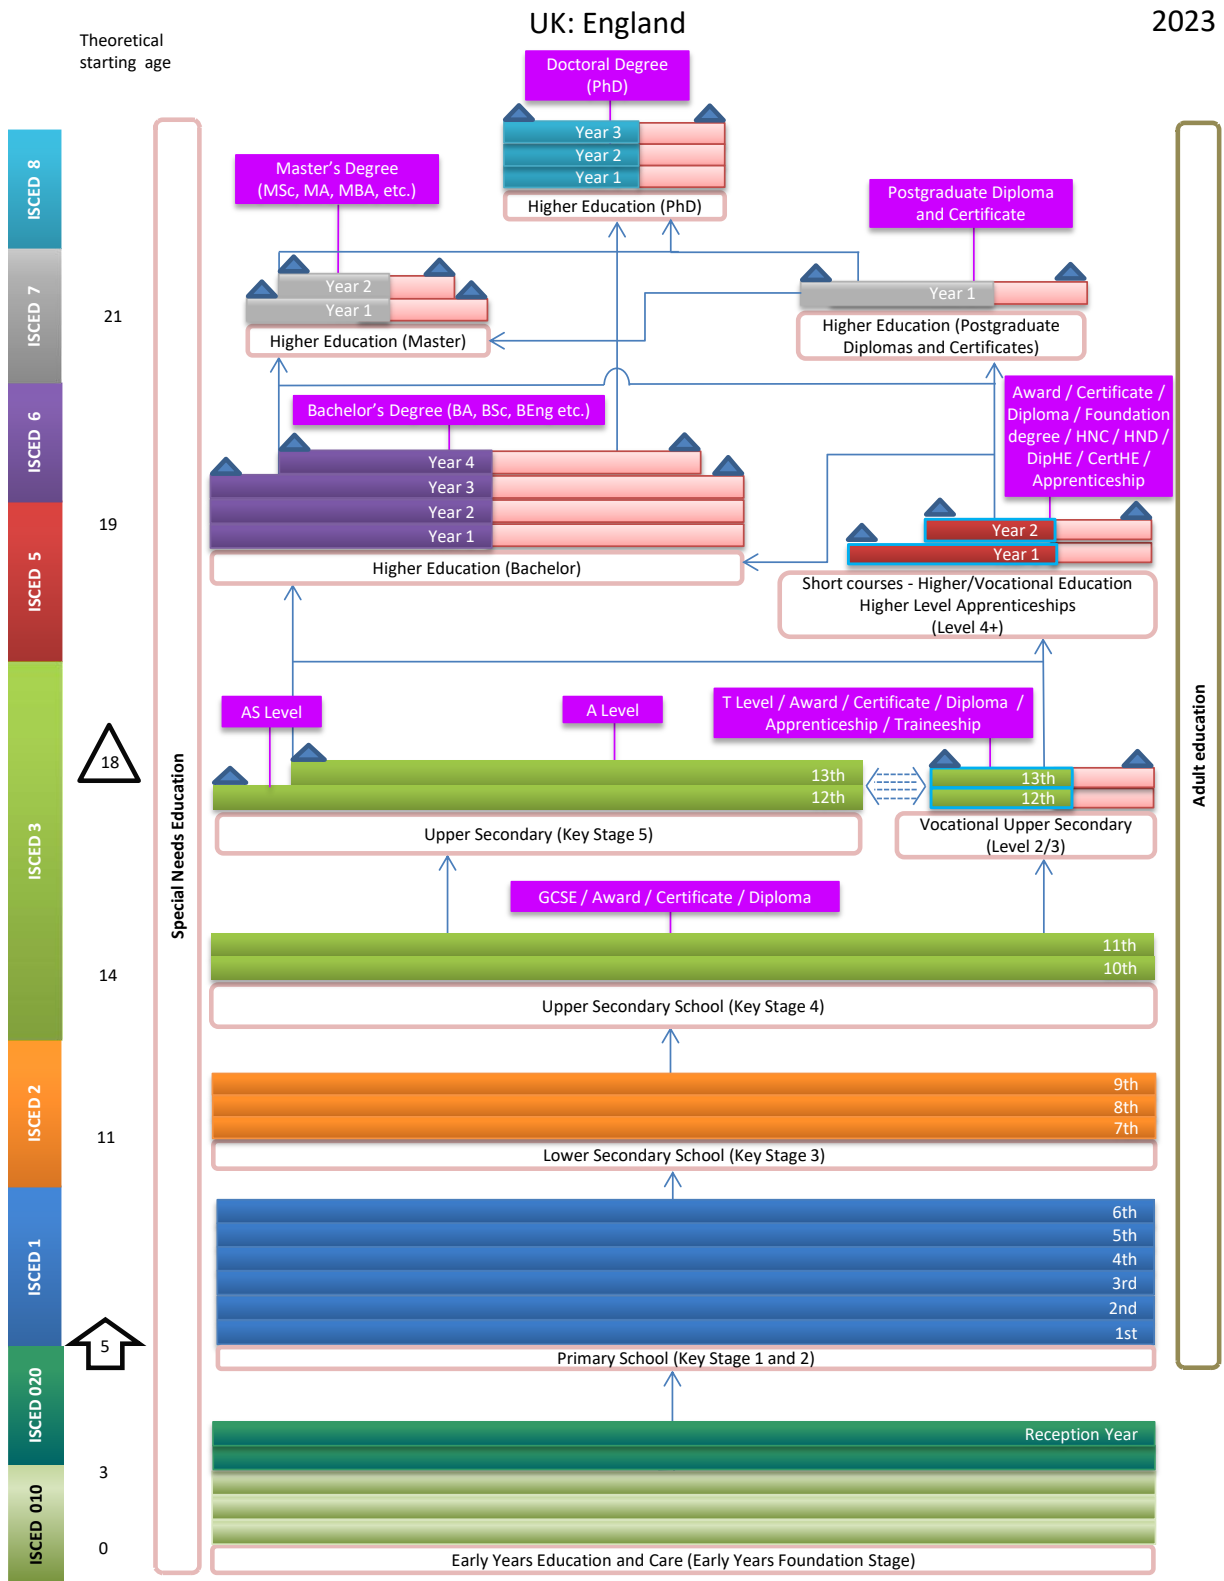 UK: England
2023
Theoretical
starting age
Doctoral Degree
(PhD)
Year 3
Year 2
Year 1
Higher Education (PhD)
Master's Degree
(MSc, MA, MBA, etc.)
Postgraduate Diploma
and Certificate
ISCED 8
Year 2
Year 1
Higher Education (Master)
Year 1
Higher Education (Postgraduate
Diplomas and Certificates)
ISCED 7
21
Bachelor's Degree (BA, BSc, BEng etc.)
Award / Certificate /
Diploma / Foundation
degree / HNC / HND /
DipHE / CertHE /
Apprenticeship
ISCED 6
Year 4
Year 3
Year 2
Year 1
Higher Education (Bachelor)
19
Year 2
Year 1
Short courses - Higher/Vocational Education
Higher Level Apprenticeships
(Level 4+)
ISCED 5
AS Level
A Level
T Level / Award / Certificate / Diploma /
Apprenticeship / Traineeship
18
13th
12th
13th
12th
Upper Secondary (Key Stage 5)
Vocational Upper Secondary
(Level 2/3)
ISCED 3
Special Needs Education
Adult education
GCSE / Award / Certificate / Diploma
11th
10th
14
Upper Secondary School (Key Stage 4)
9th
8th
7th
ISCED 2
11
Lower Secondary School (Key Stage 3)
6th
5th
4th
3rd
2nd
1st
ISCED 1
5
Primary School (Key Stage 1 and 2)
ISCED 020
Reception Year
3
ISCED 010
0
Early Years Education and Care (Early Years Foundation Stage)